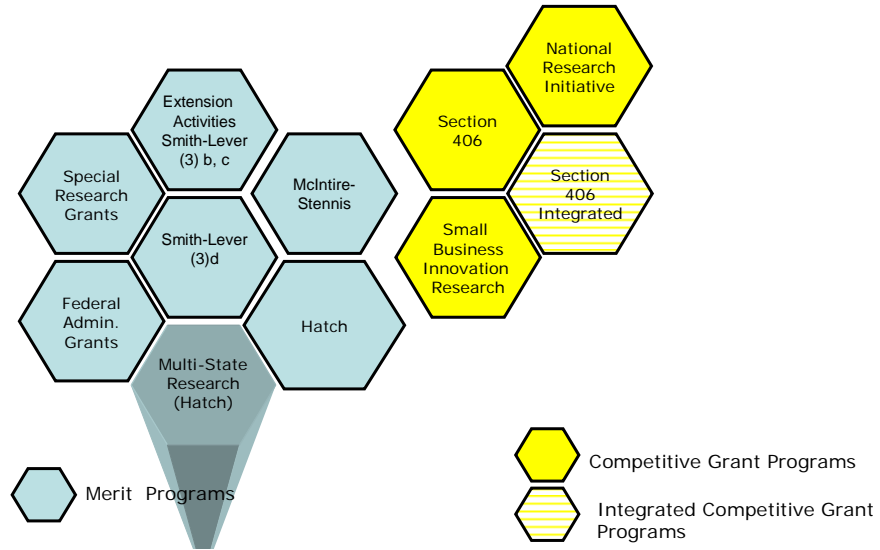 Extension
Activities
Smith-Lever
(3) b, c
Special
Research
Grants
McIntire-
Stennis
Smith-Lever
(3)d
Federal
Admin.
Grants
Hatch
Multi-State
Research
(Hatch)
National
Research
Initiative
Section
406
Section
406
Integrated
Small
Business
Innovation
Research
Merit Programs
Competitive Grant Programs
Integrated Competitive Grant
Programs